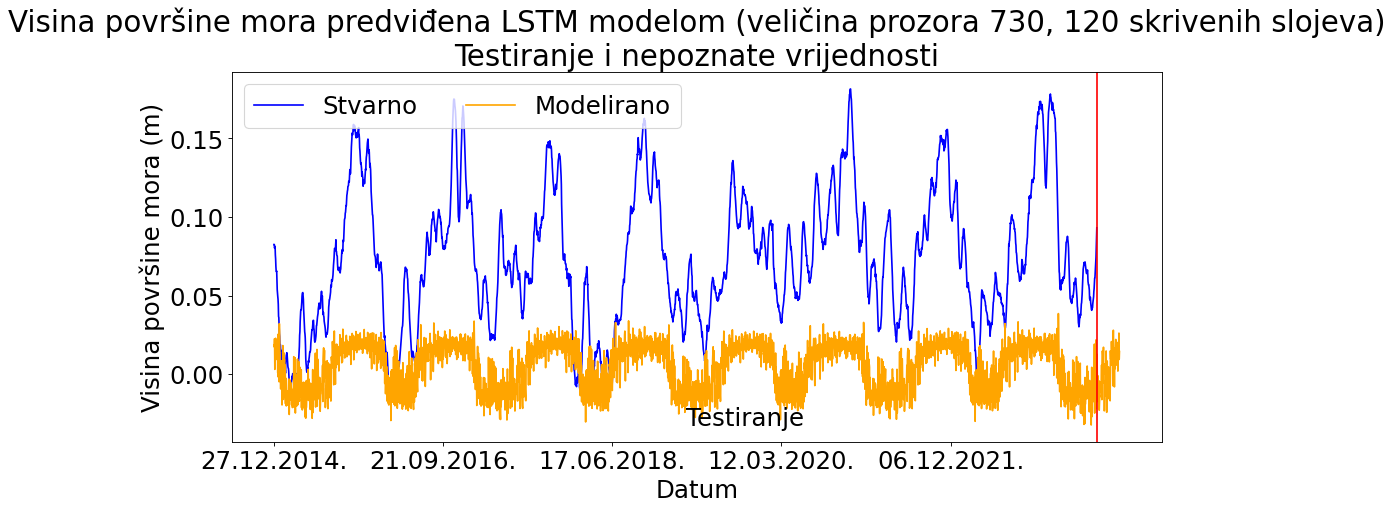 Visina površine mora predviđena LSTM modelom (veličina prozora 730, 120 skrivenih slojeva)
Testiranje i nepoznate vrijednosti
Stvarno
Modelirano
Visina površine mora (m)
0.15
0.10
0.05
0.00
Testiranje
27.12.2014.
21.09.2016.
17.06.2018.
12.03.2020.
06.12.2021.
Datum